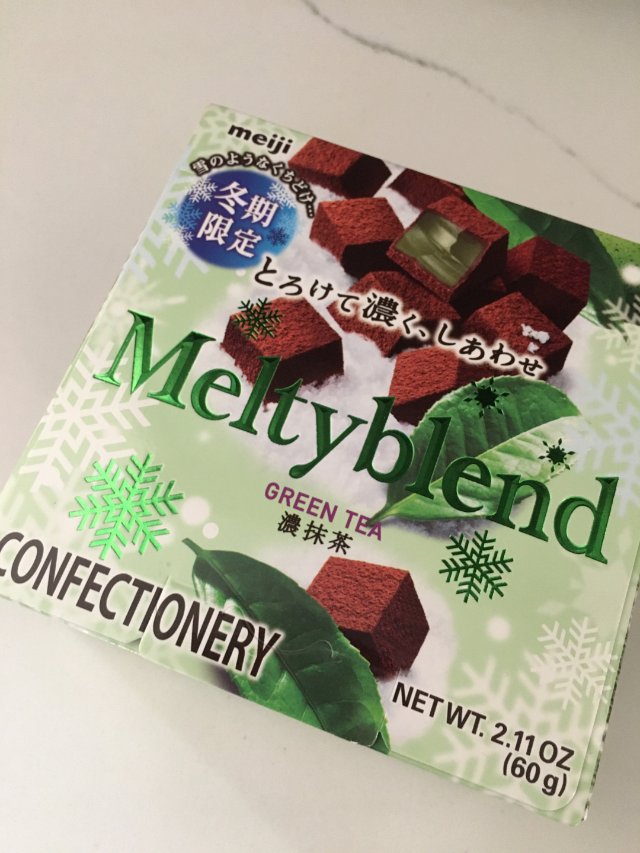 meiji
雪のようなくちどけ…
冬期
限定
とろけて濃く、しあわせ
Meltyblend
GREEN TEA
濃抹茶
CONFECTIONERY
NET WT. 2.11 OZ
(60 g)